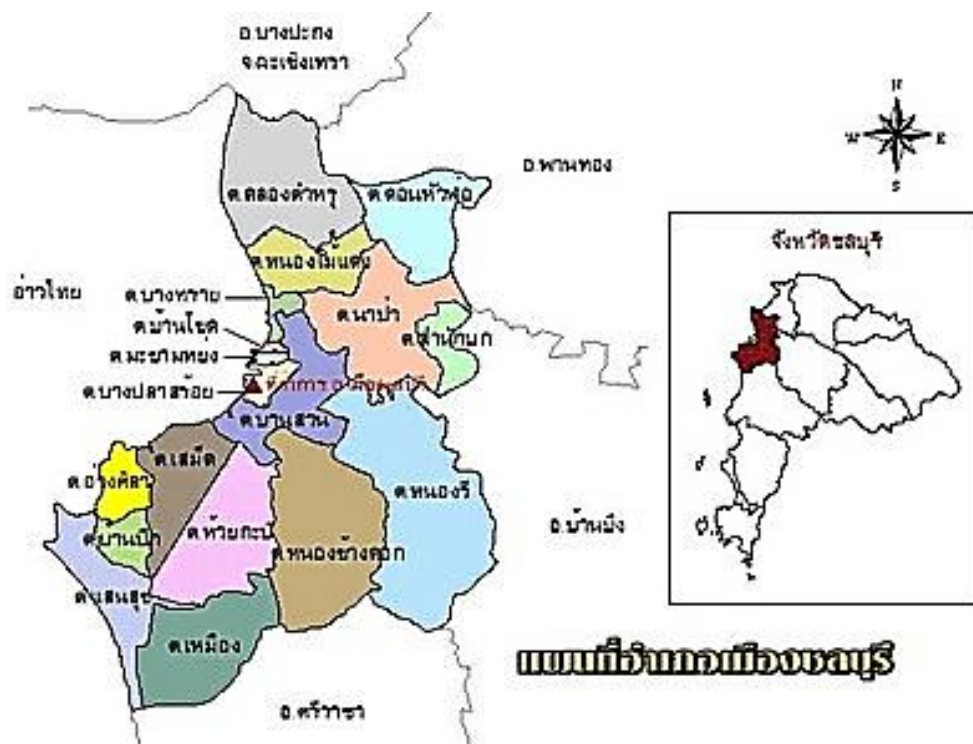 อ.บางปะกง
จ.ฉะเชิงเทรา
N
W
E
S
อ.พานทอง
ต.คลองตำหรุ
ต.ดอนหัวฬ่อ
จังหวัดชลบุรี
ต.หนองไม้แดง
อ่าวไทย
ต.บางทราย
ต.นาป่า
ต.บ้านโขด
ต.สำนักบก
ต.มะขามหย่ง
ต.บางปลาสร้อย
ต.บ้านสวน
ต.เสม็ด
ต.อ่างศิลา
ต.หนองรี
ต.บ้านปึก
ต.ห้วยกะปิ
ต.หนองข้างคอก
อ.บ้านบึง
ต.แสนสุข
ต.เหมือง
แผนที่อำเภอเมืองชลบุรี
อ.ศรีราชา